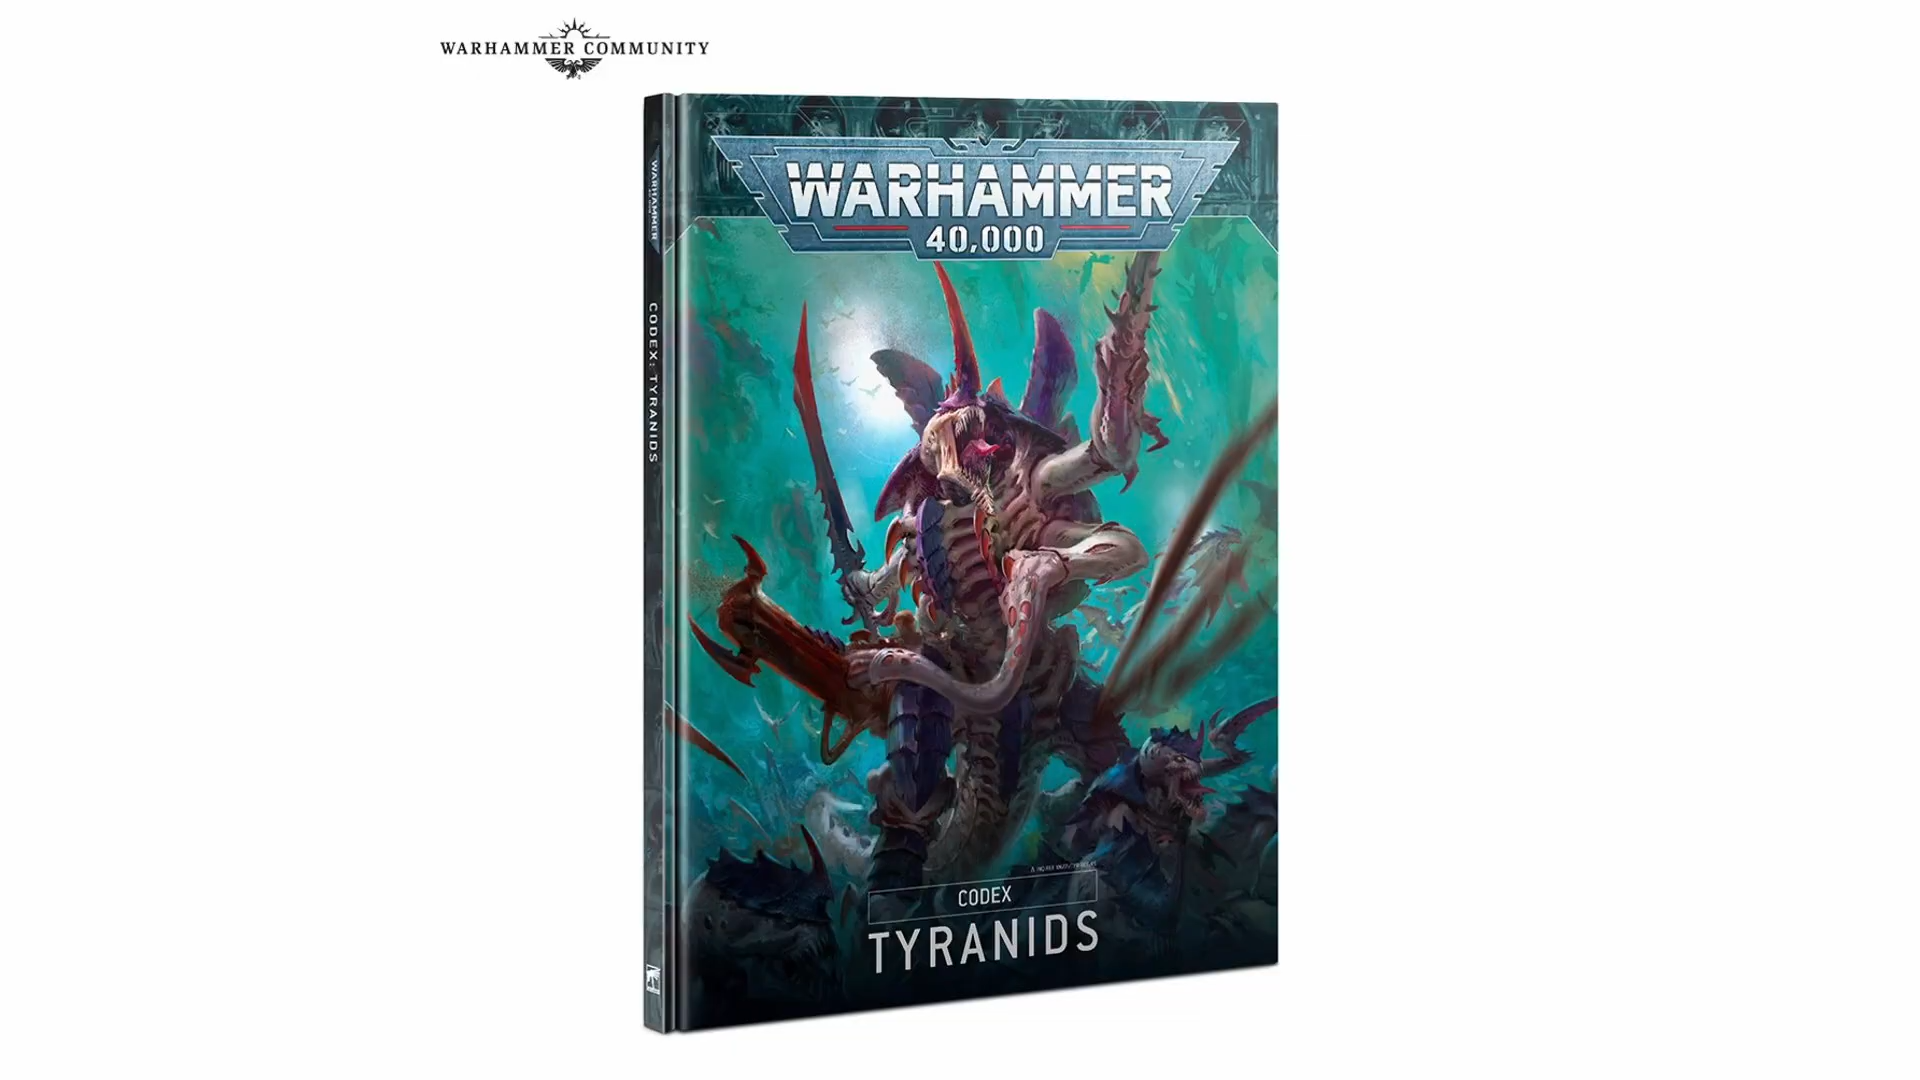 WARHAMMER COMMUNITY
WARHAMMER
40,000
CODEX
TYRANIDS
WARHAMMER
CODEX: TYRANIDS